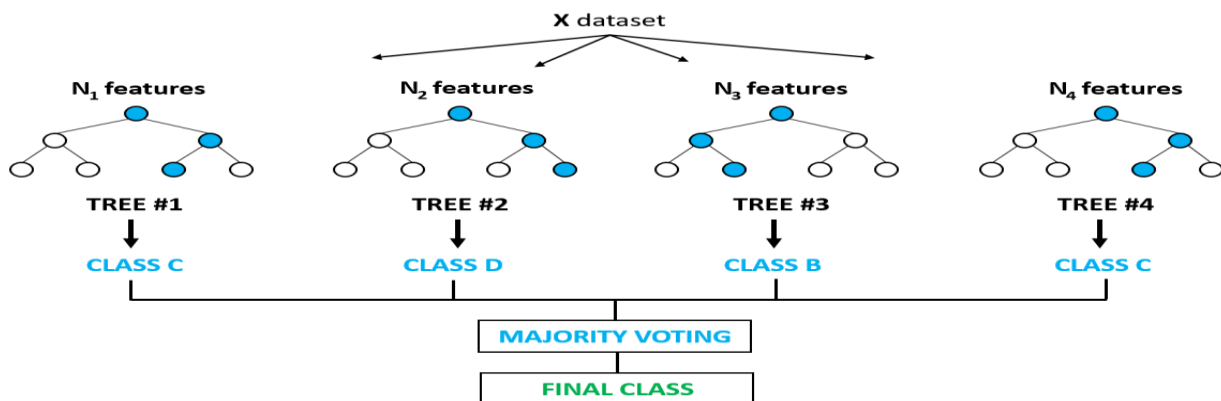 X dataset
N₁ features
N₂ features
N₃ features
N₄ features
TREE #1
TREE #2
TREE #3
TREE #4
CLASS C
CLASS D
CLASS B
CLASS C
MAJORITY VOTING
FINAL CLASS